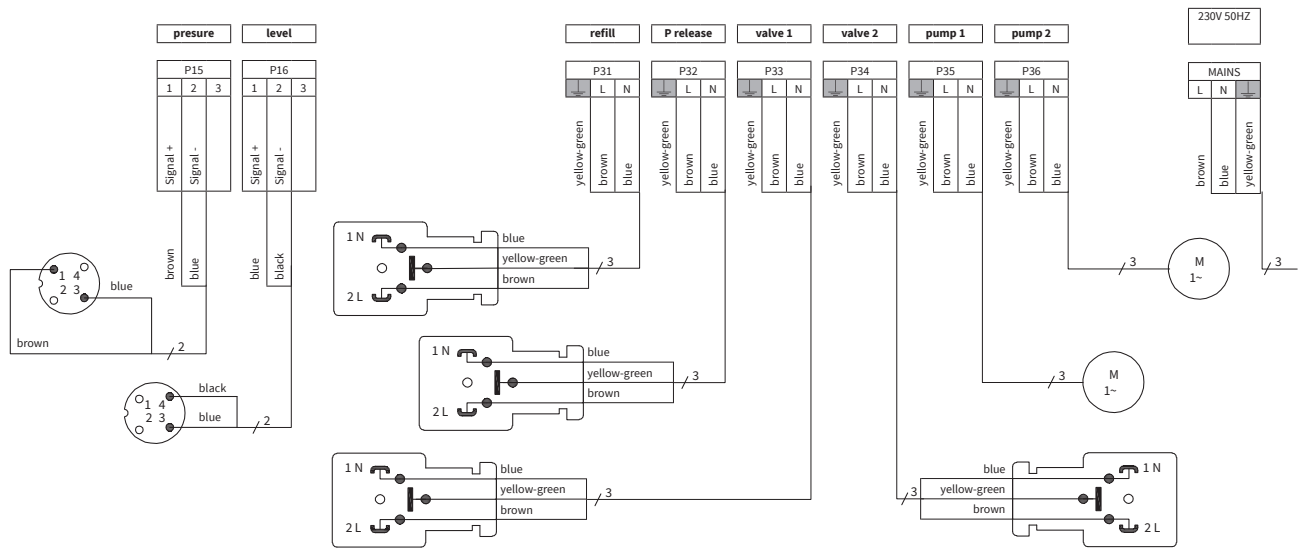 presure level refill P release valve 1 valve 2 pump 1 pump 2 230V 50HZ
P15 P16 P31 P32 P33 P34 P35 P36 MAINS
1 2 3 1 2 3 L N L N L N L N L N L N L N
Signal + Signal - Signal + Signal - yellow-green brown blue yellow-green brown blue yellow-green brown blue yellow-green brown blue yellow-green brown blue yellow-green brown blue brown blue yellow-green
brown blue blue black
1 N blue
yellow-green 3
2 L brown
1 4
2 3 blue
brown 2
M
1~
3
3
1 N blue
yellow-green 3
2 L brown
M
1~
3
black
1 4
2 3 blue 2
1 N blue
yellow-green 3
2 L brown
blue 1 N
3 yellow-green
brown 2 L